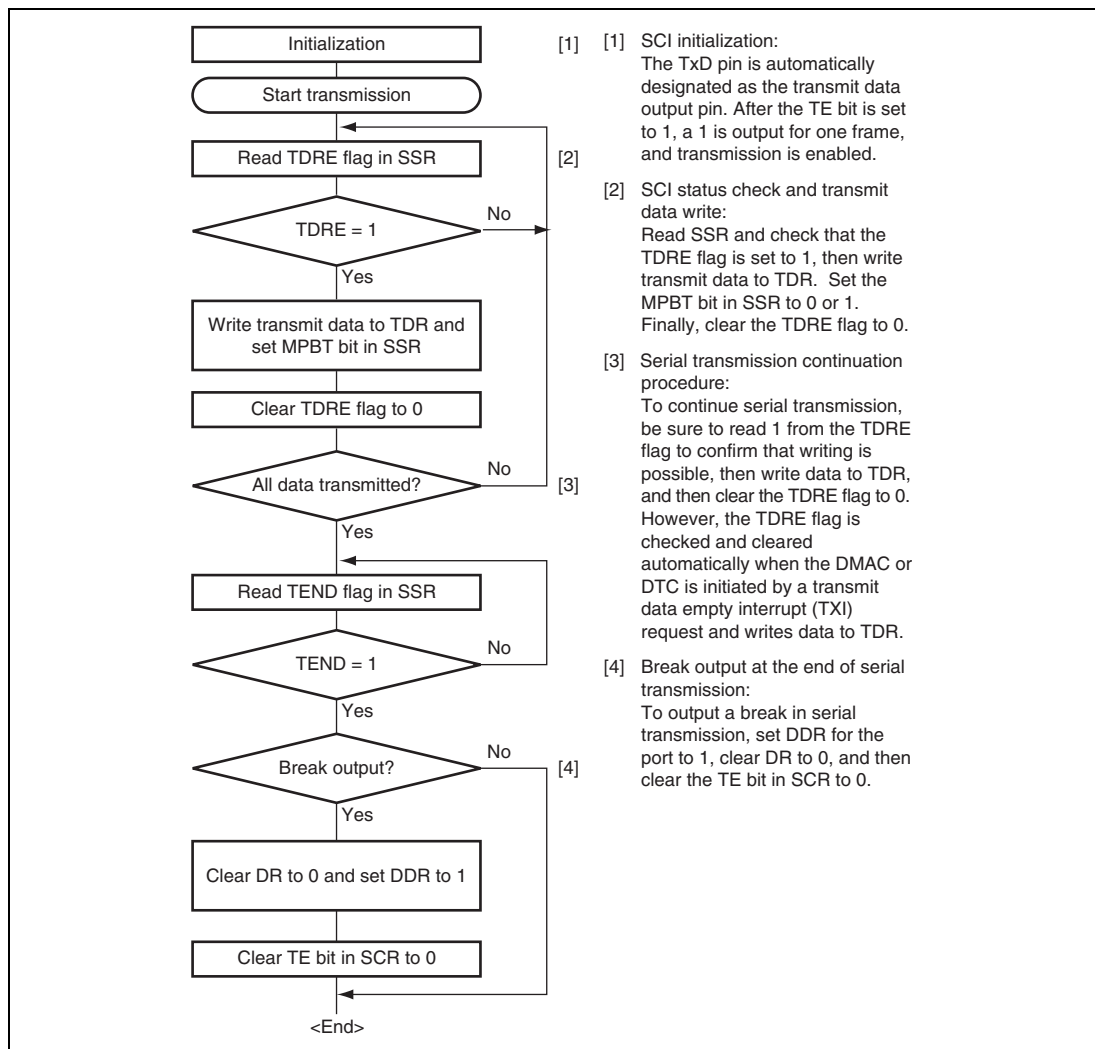 Initialization
[1]
Start transmission
Read TDRE flag in SSR
[2]
TDRE = 1
No
Yes
Write transmit data to TDR and
set MPBT bit in SSR
Clear TDRE flag to 0
All data transmitted?
No
[3]
Yes
Read TEND flag in SSR
TEND = 1
No
Yes
Break output?
No
[4]
Yes
Clear DR to 0 and set DDR to 1
Clear TE bit in SCR to 0
<End>
[1] SCI initialization:
The TxD pin is automatically
designated as the transmit data
output pin. After the TE bit is set
to 1, a 1 is output for one frame,
and transmission is enabled.
[2] SCI status check and transmit
data write:
Read SSR and check that the
TDRE flag is set to 1, then write
transmit data to TDR. Set the
MPBT bit in SSR to 0 or 1.
Finally, clear the TDRE flag to 0.
[3] Serial transmission continuation
procedure:
To continue serial transmission,
be sure to read 1 from the TDRE
flag to confirm that writing is
possible, then write data to TDR,
and then clear the TDRE flag to 0.
However, the TDRE flag is
checked and cleared
automatically when the DMAC or
DTC is initiated by a transmit
data empty interrupt (TXI)
request and writes data to TDR.
[4] Break output at the end of serial
transmission:
To output a break in serial
transmission, set DDR for the
port to 1, clear DR to 0, and then
clear the TE bit in SCR to 0.